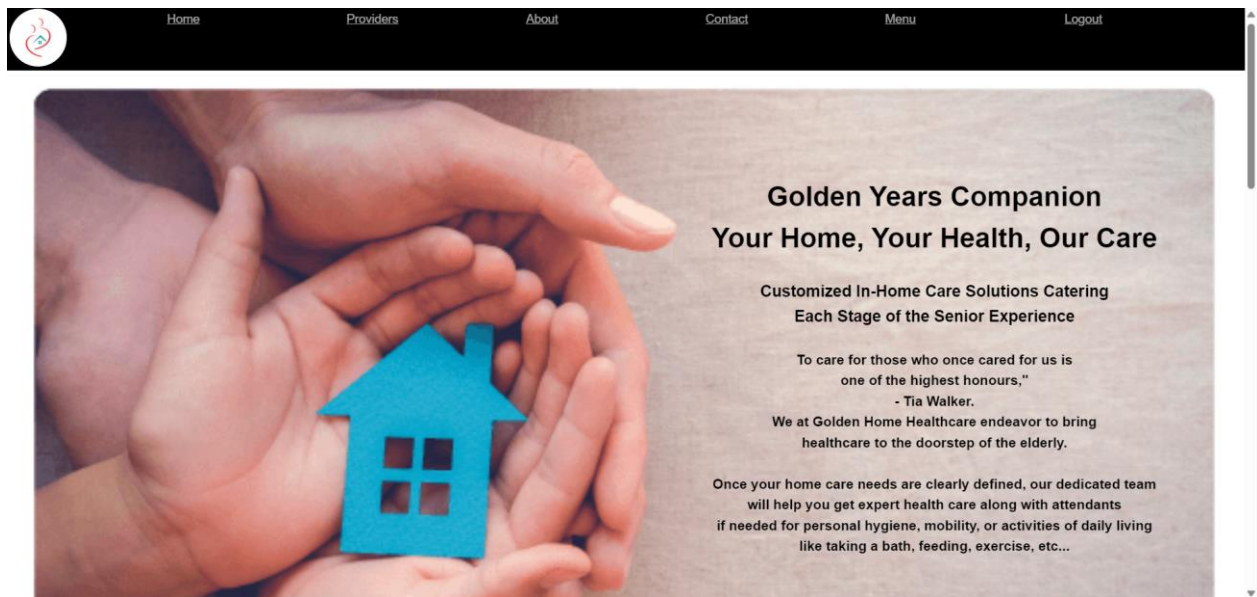 Home Providers About Contact Menu Logout
Golden Years Companion
Your Home, Your Health, Our Care
Customized In-Home Care Solutions Catering
Each Stage of the Senior Experience
To care for those who once cared for us is
one of the highest honours,"
- Tia Walker.
We at Golden Home Healthcare endeavor to bring
healthcare to the doorstep of the elderly.
Once your home care needs are clearly defined, our dedicated team
will help you get expert health care along with attendants
if needed for personal hygiene, mobility, or activities of daily living
like taking a bath, feeding, exercise, etc...